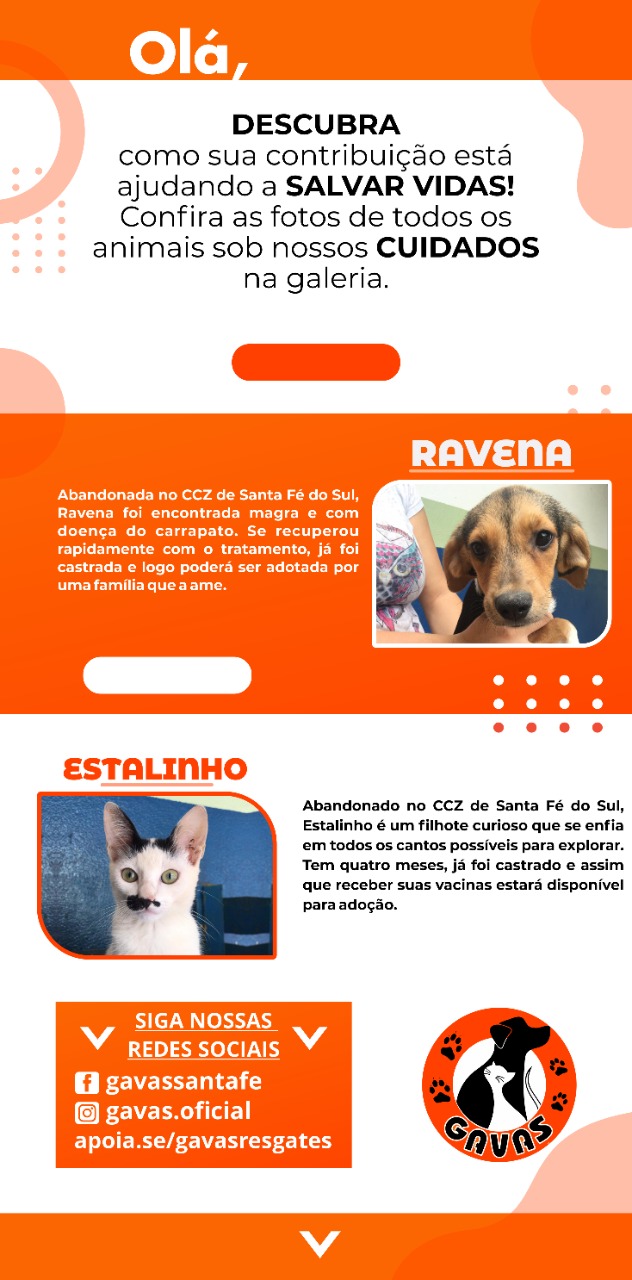 Olá,
DESCUBRA
como sua contribuição está
ajudando a SALVAR VIDAS!
Confira as fotos de todos os
animais sob nossos CUIDADOS
na galeria.
RAVENA
Abandonada no CCZ de Santa Fé do Sul,
Ravena foi encontrada magra e com
doença do carrapato. Se recuperou
rapidamente com o tratamento, já foi
castrada e logo poderá ser adotada por
uma família que a ame.
ESTALINHO
Abandonado no CCZ de Santa Fé do Sul,
Estalinho é um filhote curioso que se enfia
em todos os cantos possíveis para explorar.
Tem quatro meses, já foi castrado e assim
que receber suas vacinas estará disponível
para adoção.
SIGA NOSSAS
REDES SOCIAIS
gavassantafe
gavas.oficial
apoia.se/gavasresgates
GAVAS